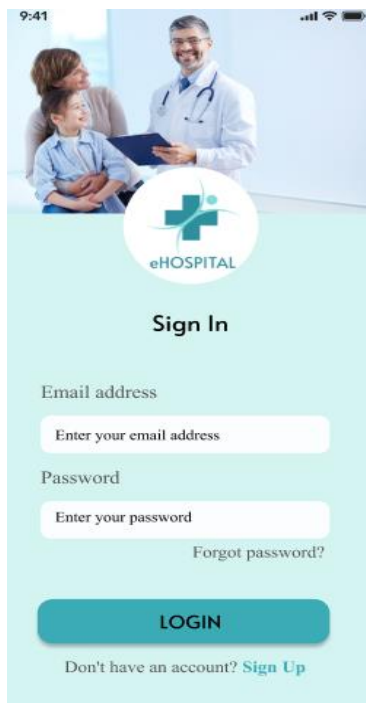 9:41
eHOSPITAL
Sign In
Email address
Enter your email address
Password
Enter your password
Forgot password?
LOGIN
Don't have an account? Sign Up